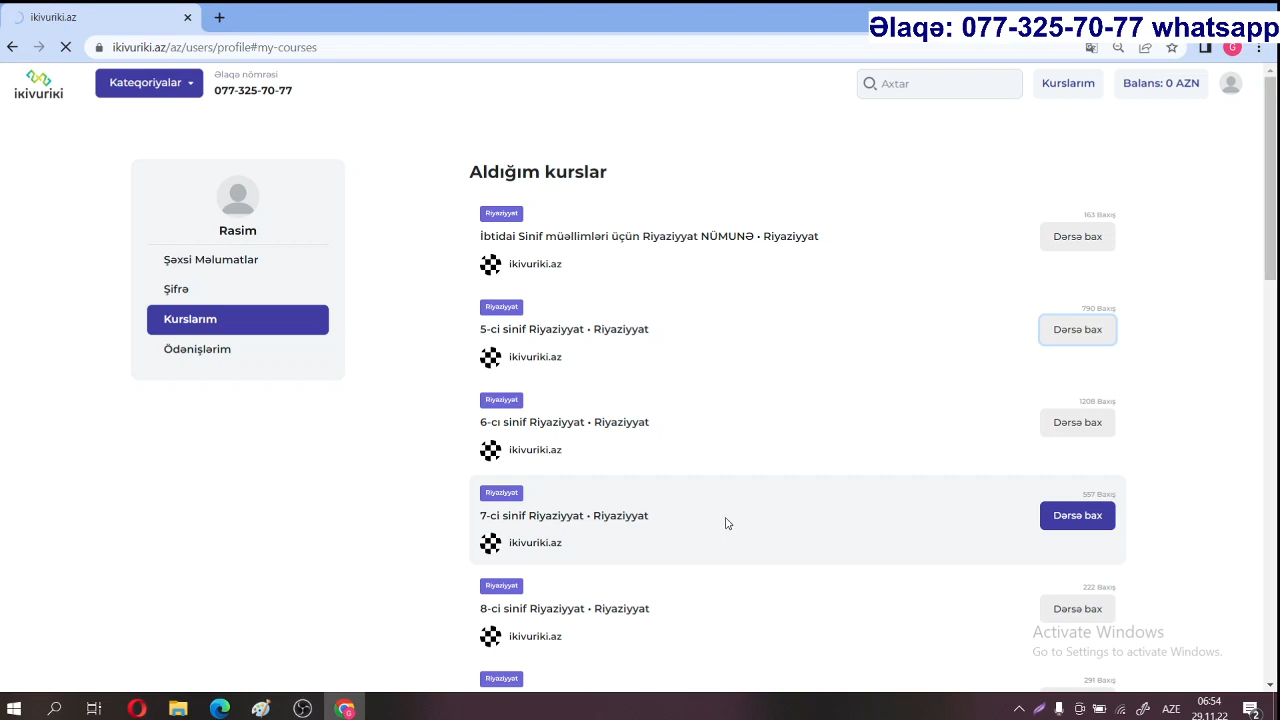 ikivuriki.az
Əlaqə: 077-325-70-77 whatsapp
ikivuriki.az/az/users/profile#my-courses
G
ikivuriki
Kateqoriyalar
Əlaqə nömrəsi
077-325-70-77
Axtar
Kurslarım
Balans: 0 AZN
Rasim
Şəxsi Məlumatlar
Şifrə
Kurslarım
Ödənişlərim
Aldığım kurslar
Riyaziyyat
163 Baxış
İbtidai Sinif müəllimləri üçün Riyaziyyat NÜMUNƏ • Riyaziyyat
Dərsə bax
ikivuriki.az
Riyaziyyat
790 Baxış
5-ci sinif Riyaziyyat • Riyaziyyat
Dərsə bax
ikivuriki.az
Riyaziyyat
1208 Baxış
6-cı sinif Riyaziyyat • Riyaziyyat
Dərsə bax
ikivuriki.az
Riyaziyyat
557 Baxış
7-ci sinif Riyaziyyat • Riyaziyyat
Dərsə bax
ikivuriki.az
Riyaziyyat
222 Baxış
8-ci sinif Riyaziyyat • Riyaziyyat
Dərsə bax
ikivuriki.az
Riyaziyyat
291 Baxış
Activate Windows
Go to Settings to activate Windows.
AZE
06:54
29.11.22
2